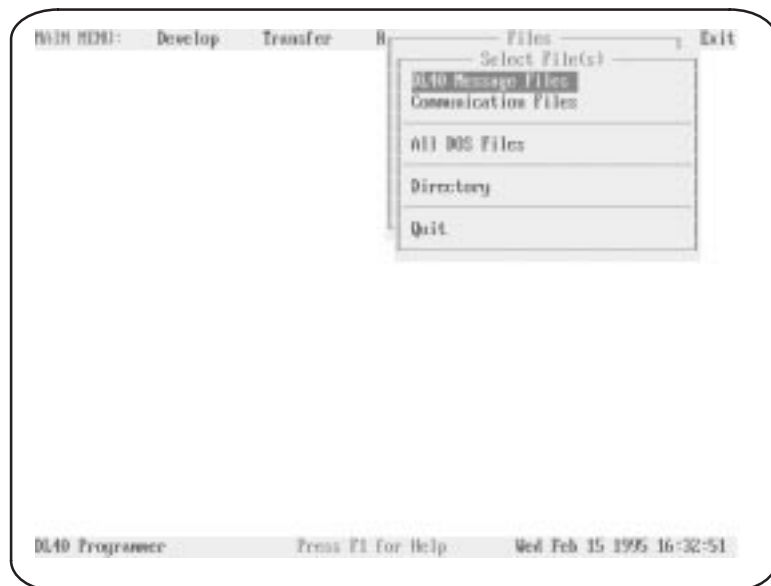 MAIN MENU: Develop Transfer R Files Exit
Select File(s)
DL40 Message Files
Communication Files
All DOS Files
Directory
Quit
DL40 Programmer Press F1 for Help Wed Feb 15 1995 16:32:51